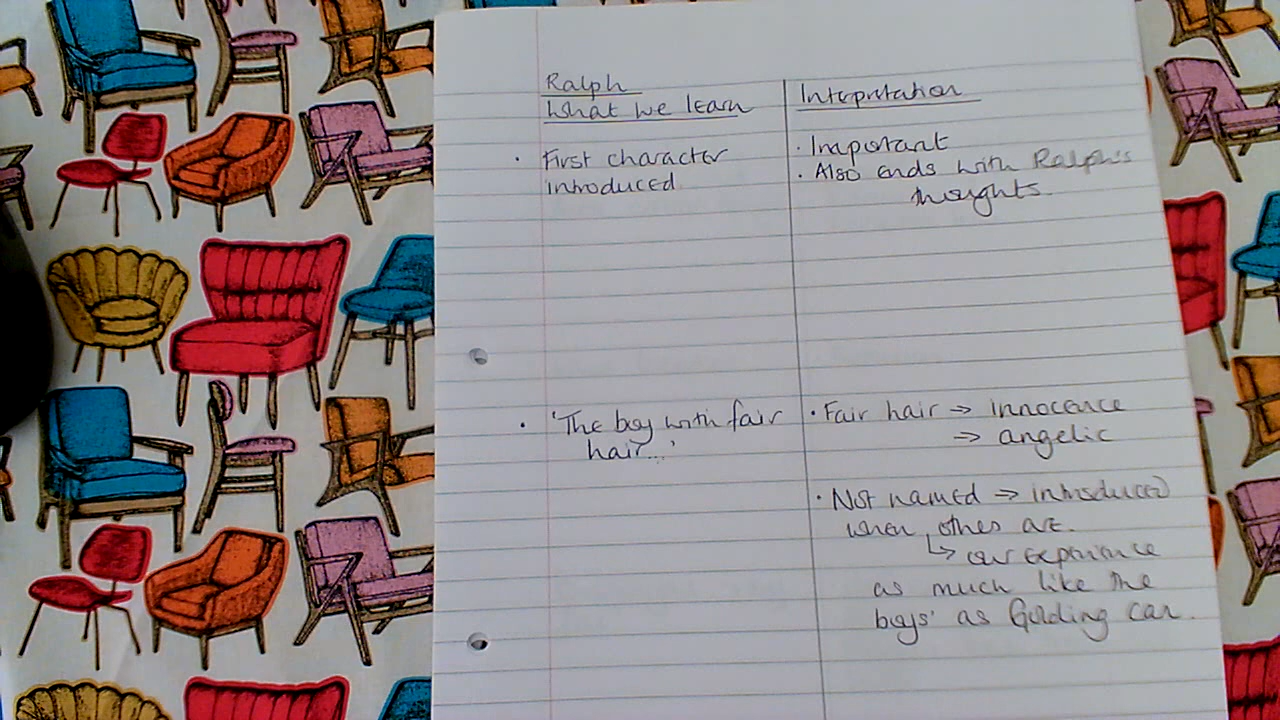 Ralph
What we learn
Interpretation
· First character
introduced
· Important
· Also ends with Ralph's
thoughts.
· 'The boy with fair
hair...'
· Fair hair → innocence
→ angelic
· Not named → introduced
when others are.
↳ our experience
as much like the
boys' as Golding can.